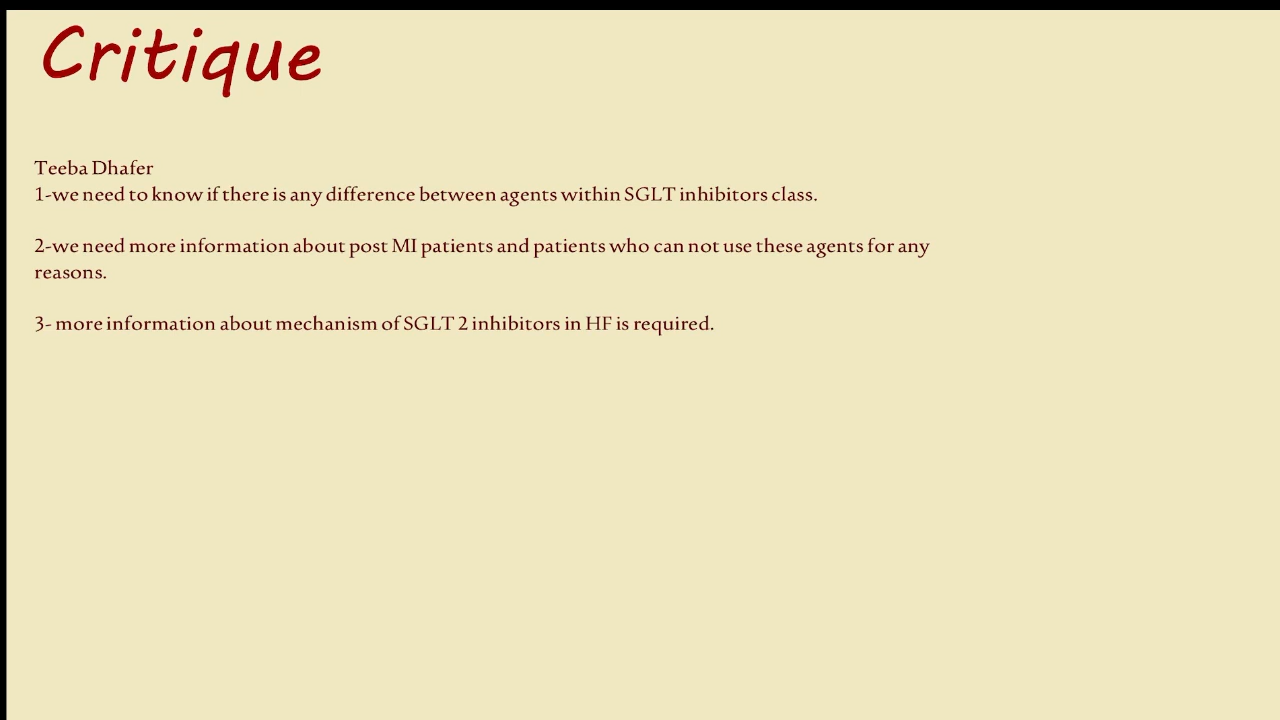 Critique
Teeba Dhafer
1-we need to know if there is any difference between agents within SGLT inhibitors class.
2-we need more information about post MI patients and patients who can not use these agents for any
reasons.
3- more information about mechanism of SGLT 2 inhibitors in HF is required.